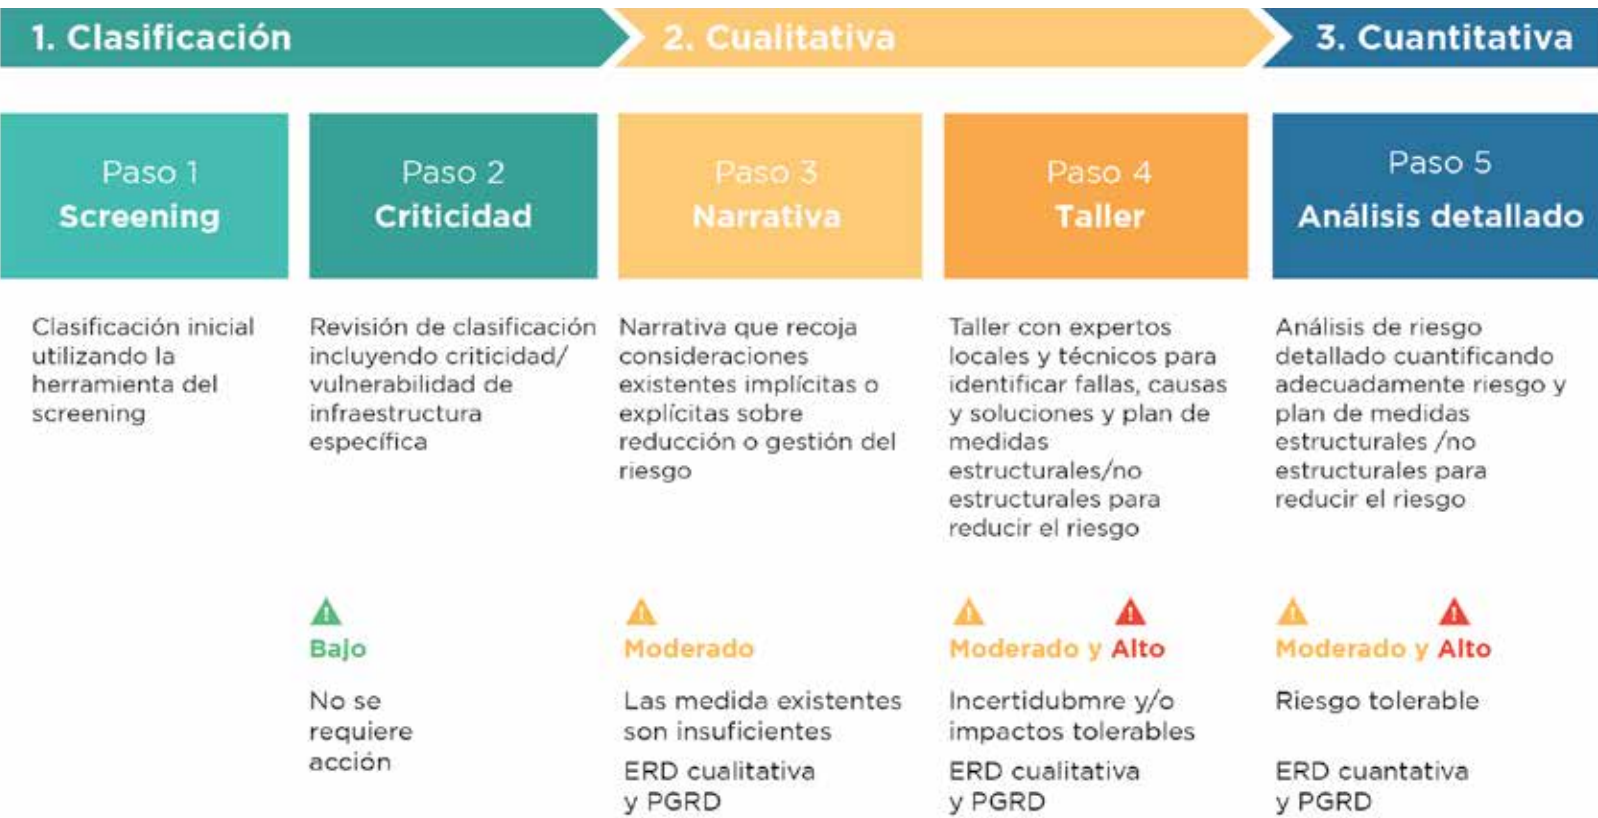 1. Clasificación
2. Cualitativa
3. Cuantitativa
Paso 1
Screening
Paso 2
Criticidad
Paso 3
Narrativa
Paso 4
Taller
Paso 5
Análisis detallado
Clasificación inicial
utilizando la
herramienta del
screening
Revisión de clasificación
incluyendo criticidad/
vulnerabilidad de
infraestructura
específica
Narrativa que recoja
consideraciones
existentes implícitas o
explícitas sobre
reducción o gestión del
riesgo
Taller con expertos
locales y técnicos para
identificar fallas, causas
y soluciones y plan de
medidas
estructurales/no
estructurales para
reducir el riesgo
Análisis de riesgo
detallado cuantificando
adecuadamente riesgo y
plan de medidas
estructurales /no
estructurales para
reducir el riesgo
Bajo
No se
requiere
acción
Moderado
Las medida existentes
son insuficientes
ERD cualitativa
y PGRD
Moderado y Alto
Incertidubmre y/o
impactos tolerables
ERD cualitativa
y PGRD
Moderado y Alto
Riesgo tolerable
ERD cuantativa
y PGRD